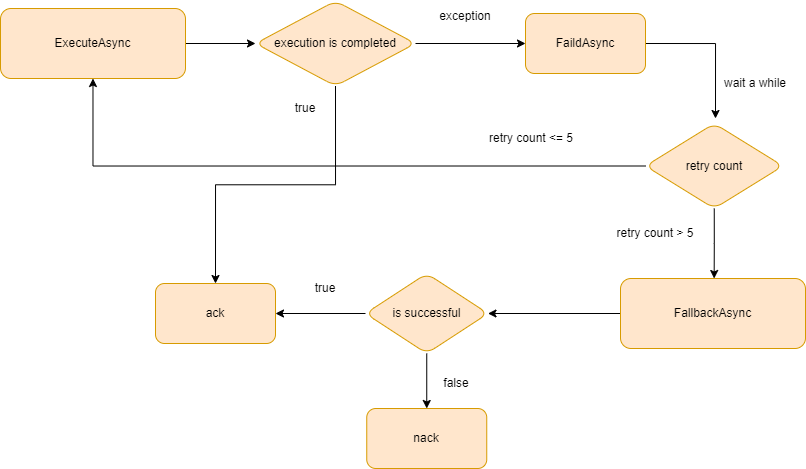 ExecuteAsync
execution is completed
exception
FaildAsync
wait a while
true
retry count <= 5
retry count
retry count > 5
true
ack
is successful
FallbackAsync
false
nack